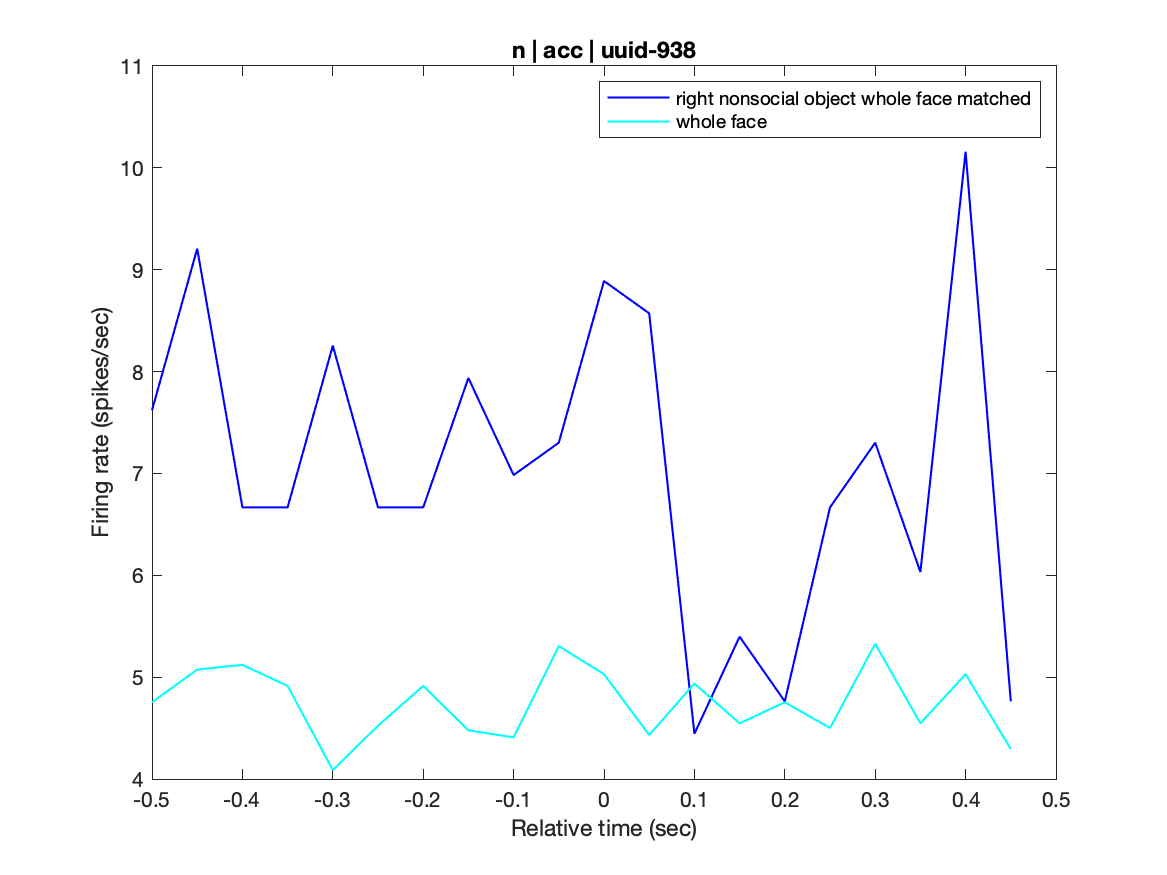 n | acc | uuid-938
right nonsocial object whole face matched
whole face
11
10
9
8
7
6
5
4
Firing rate (spikes/sec)
-0.5 -0.4 -0.3 -0.2 -0.1 0 0.1 0.2 0.3 0.4 0.5
Relative time (sec)